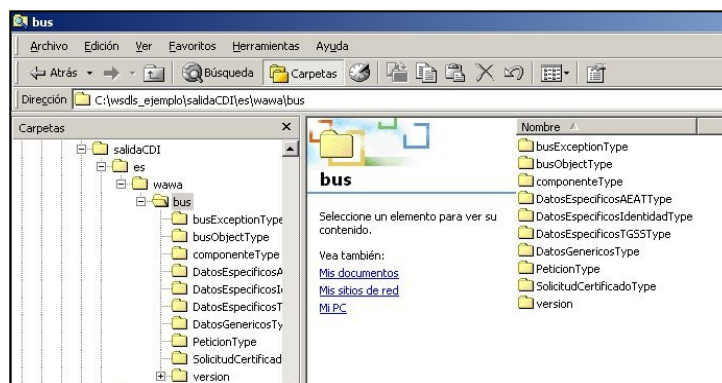 bus
Archivo Edición Ver Favoritos Herramientas Ayuda
Atrás Búsqueda Carpetas
Dirección C:\wsdls_ejemplo\salidaCDI\es\wawa\bus
Carpetas
salidaCDI
es
wawa
bus
busExceptionType
busObjectType
componenteType
DatosEspecificosA
DatosEspecificosI
DatosEspecificosT
DatosGenericosTy
PeticionType
SolicitudCertificad
version
bus
Seleccione un elemento para ver su
contenido.
Vea también:
Mis documentos
Mis sitios de red
Mi PC
Nombre
busExceptionType
busObjectType
componenteType
DatosEspecificosAEATType
DatosEspecificosIdentidadType
DatosEspecificosTGSSType
DatosGenericosType
PeticionType
SolicitudCertificadoType
version